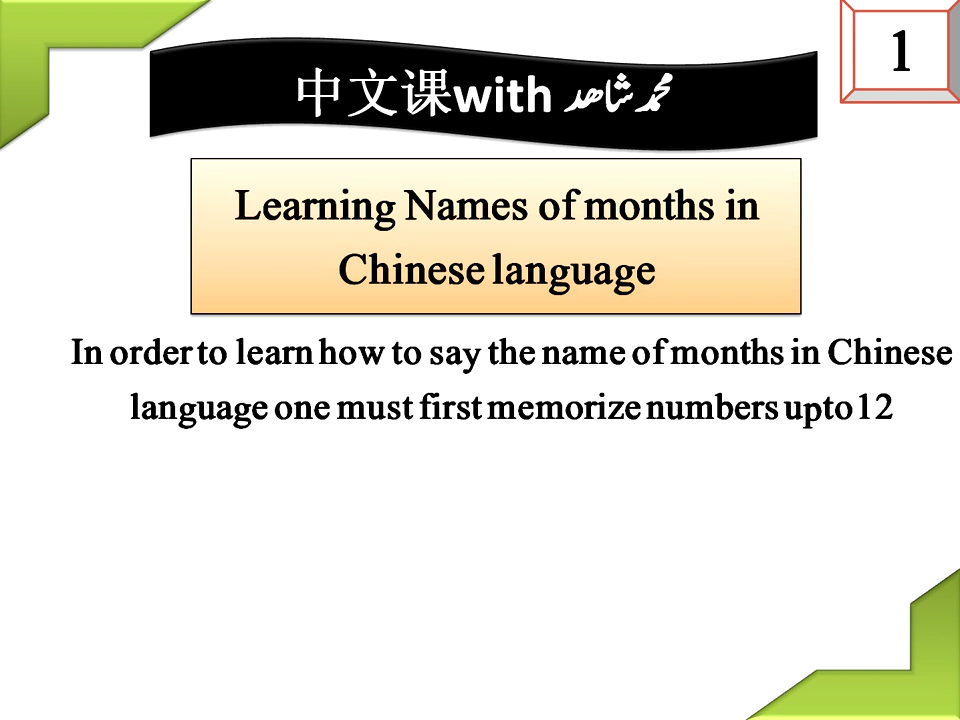 1
中文课with محمد شاھد
Learning Names of months in
Chinese language
In order to learn how to say the name of months in Chinese
language one must first memorize numbers upto 12